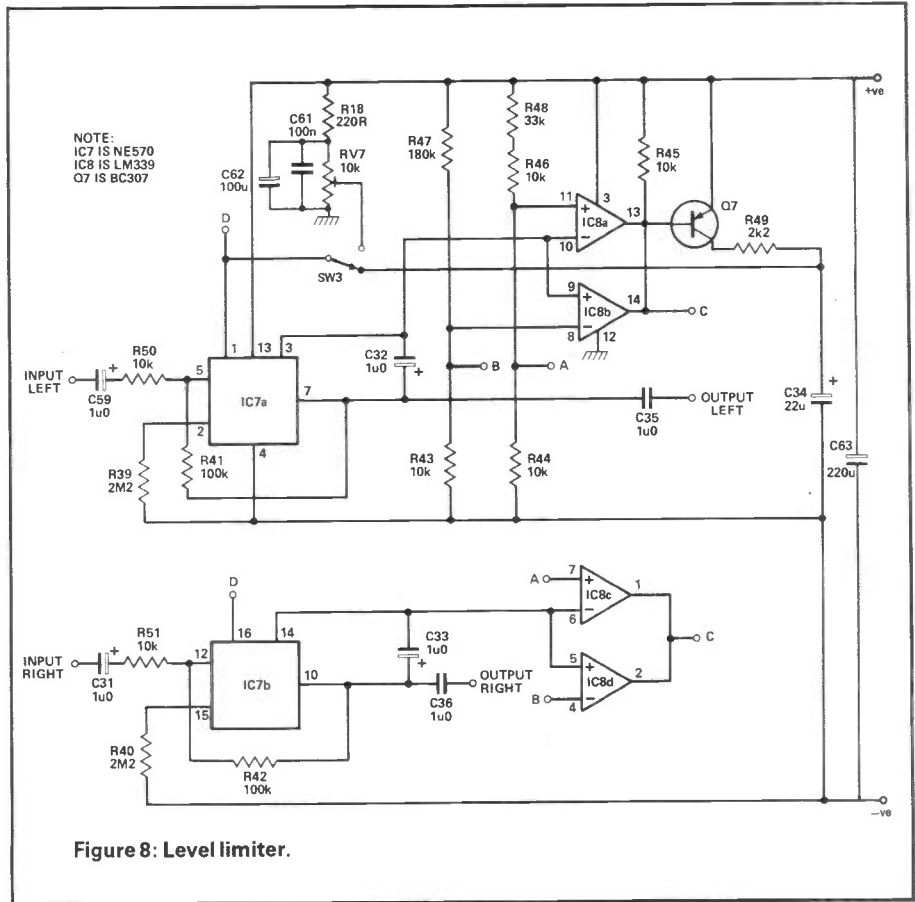 NOTE:
IC7 IS NE570
IC8 IS LM339
Q7 IS BC307
R18
220R
C61
100n
C62
100u
RV7
10k
R47
180k
R48
33k
R46
10k
R45
10k
+ve
D
SW3
11
+
3
IC8a
13
10
−
Q7
R49
2k2
9
+
IC8b
14
C
8
−
12
INPUT
LEFT
+
C59
1u0
R50
10k
1
13
3
5
IC7a
7
2
4
C32
1u0
+
B
A
C35
1u0
OUTPUT
LEFT
+
C34
22u
C63
220u
R39
2M2
R41
100k
R43
10k
R44
10k
D
INPUT
RIGHT
+
C31
1u0
R51
10k
16
14
12
IC7b
10
15
C33
1u0
+
C36
1u0
OUTPUT
RIGHT
A
7
+
IC8c
1
6
−
C
5
+
IC8d
2
B
4
−
R40
2M2
R42
100k
−ve
Figure 8: Level limiter.